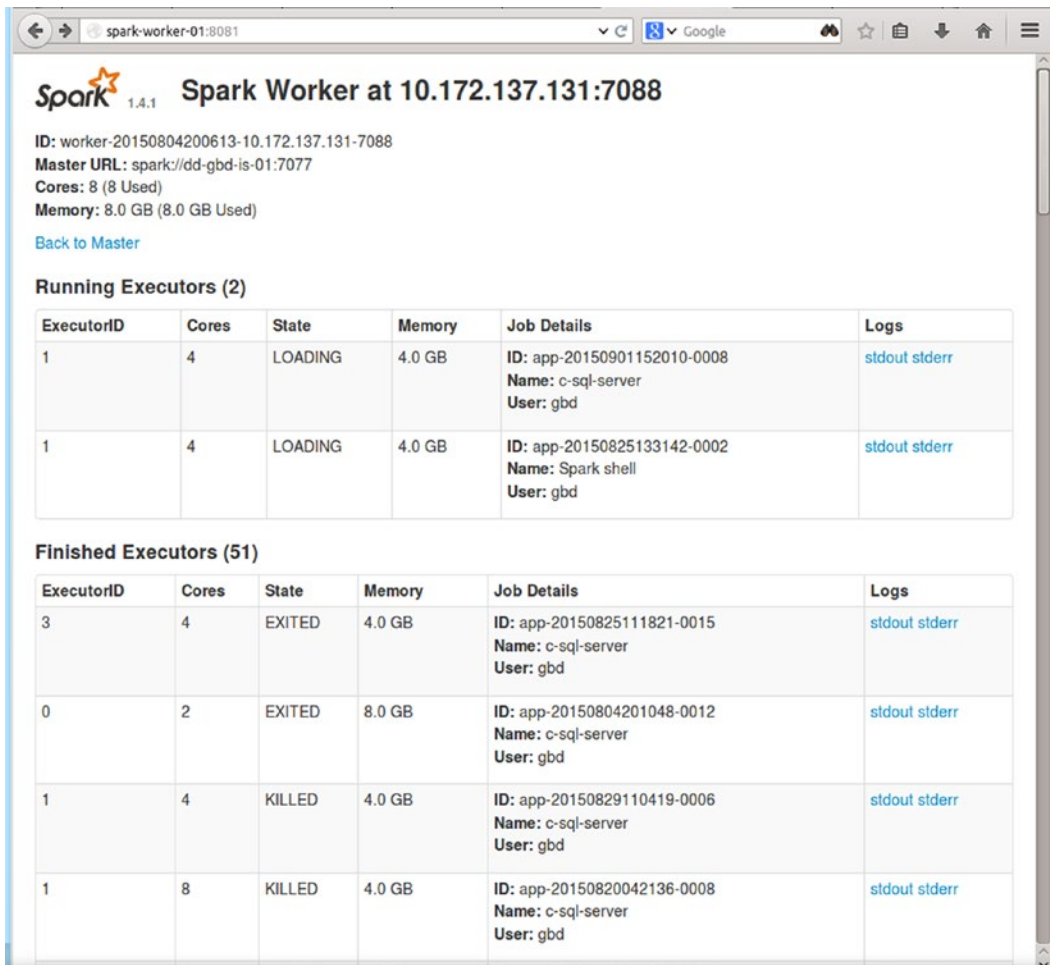 spark-worker-01:8081
Google
Spark 1.4.1 Spark Worker at 10.172.137.131:7088
ID: worker-20150804200613-10.172.137.131-7088
Master URL: spark://dd-gbd-is-01:7077
Cores: 8 (8 Used)
Memory: 8.0 GB (8.0 GB Used)
Back to Master
Running Executors (2)
ExecutorID Cores State Memory Job Details Logs
1 4 LOADING 4.0 GB ID: app-20150901152010-0008 stdout stderr
Name: c-sql-server
User: gbd
1 4 LOADING 4.0 GB ID: app-20150825133142-0002 stdout stderr
Name: Spark shell
User: gbd
Finished Executors (51)
ExecutorID Cores State Memory Job Details Logs
3 4 EXITED 4.0 GB ID: app-20150825111821-0015 stdout stderr
Name: c-sql-server
User: gbd
0 2 EXITED 8.0 GB ID: app-20150804201048-0012 stdout stderr
Name: c-sql-server
User: gbd
1 4 KILLED 4.0 GB ID: app-20150829110419-0006 stdout stderr
Name: c-sql-server
User: gbd
1 8 KILLED 4.0 GB ID: app-20150820042136-0008 stdout stderr
Name: c-sql-server
User: gbd